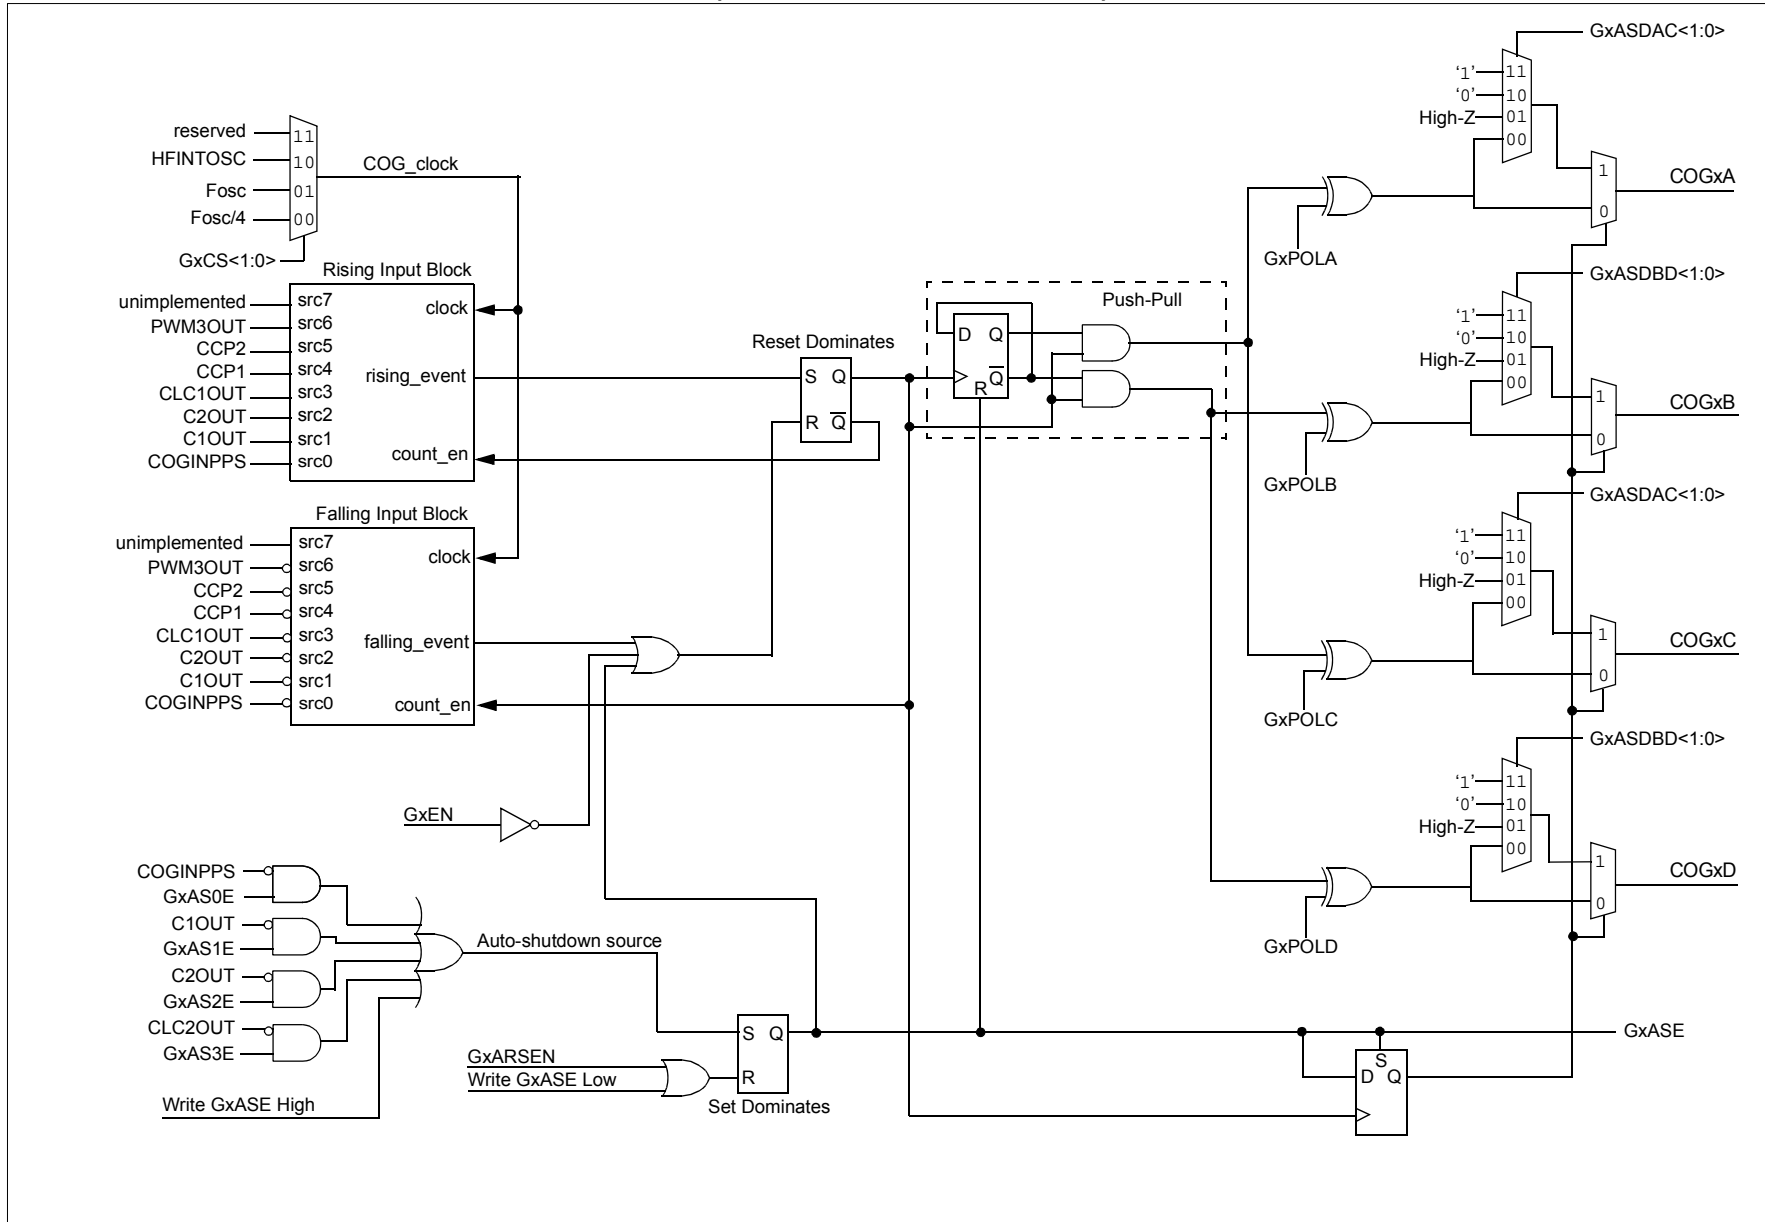 GxASDAC<1:0>
'1' 11
'0' 10
High-Z 01
00
1
0
COGxA
GxPOLA
reserved 11
HFINTOSC 10
Fosc 01
Fosc/4 00
GxCS<1:0>
COG_clock
Rising Input Block
unimplemented src7
PWM3OUT src6
CCP2 src5
CCP1 src4
CLC1OUT src3
C2OUT src2
C1OUT src1
COGINPPS src0
clock
rising_event
count_en
Reset Dominates
S Q
R Q
Push-Pull
D Q
Q
R
GxASDBD<1:0>
'1' 11
'0' 10
High-Z 01
00
1
0
COGxB
GxPOLB
Falling Input Block
unimplemented src7
PWM3OUT src6
CCP2 src5
CCP1 src4
CLC1OUT src3
C2OUT src2
C1OUT src1
COGINPPS src0
clock
falling_event
count_en
GxASDAC<1:0>
'1' 11
'0' 10
High-Z 01
00
1
0
COGxC
GxPOLC
GxEN
GxASDBD<1:0>
'1' 11
'0' 10
High-Z 01
00
1
0
COGxD
GxPOLD
COGINPPS
GxAS0E
C1OUT
GxAS1E
C2OUT
GxAS2E
CLC2OUT
GxAS3E
Write GxASE High
Auto-shutdown source
GxARSEN
Write GxASE Low
S Q
R
Set Dominates
GxASE
S
D Q